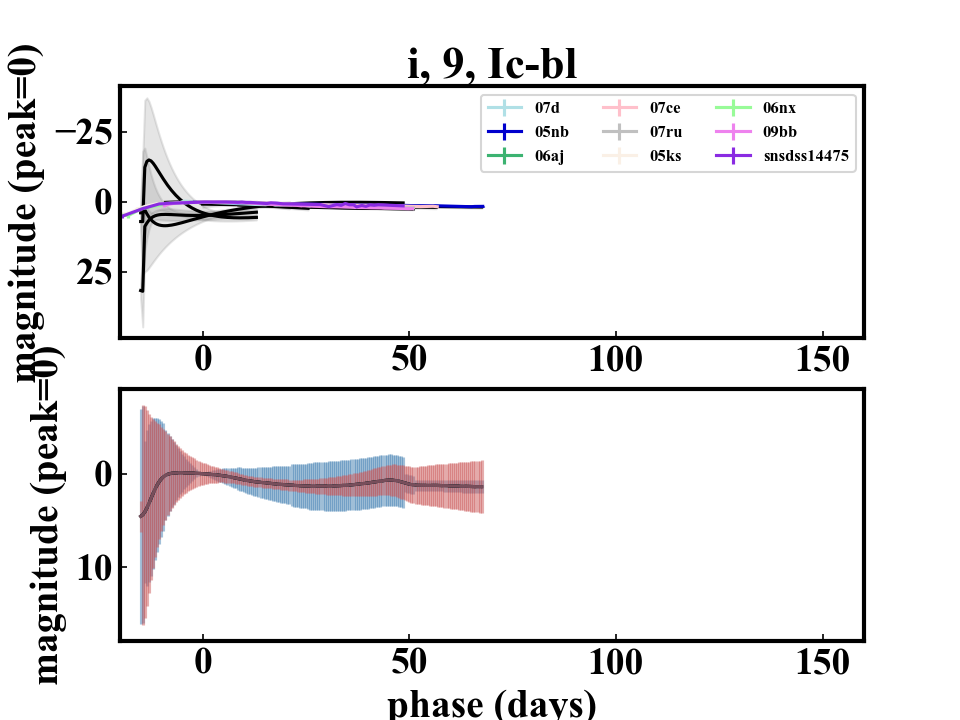 i, 9, Ic-bl
magnitude (peak=0)
−25
0
25
07d
05nb
06aj
07ce
07ru
05ks
06nx
09bb
snsdss14475
0 50 100 150
magnitude (peak=0)
0
10
0 50 100 150
phase (days)